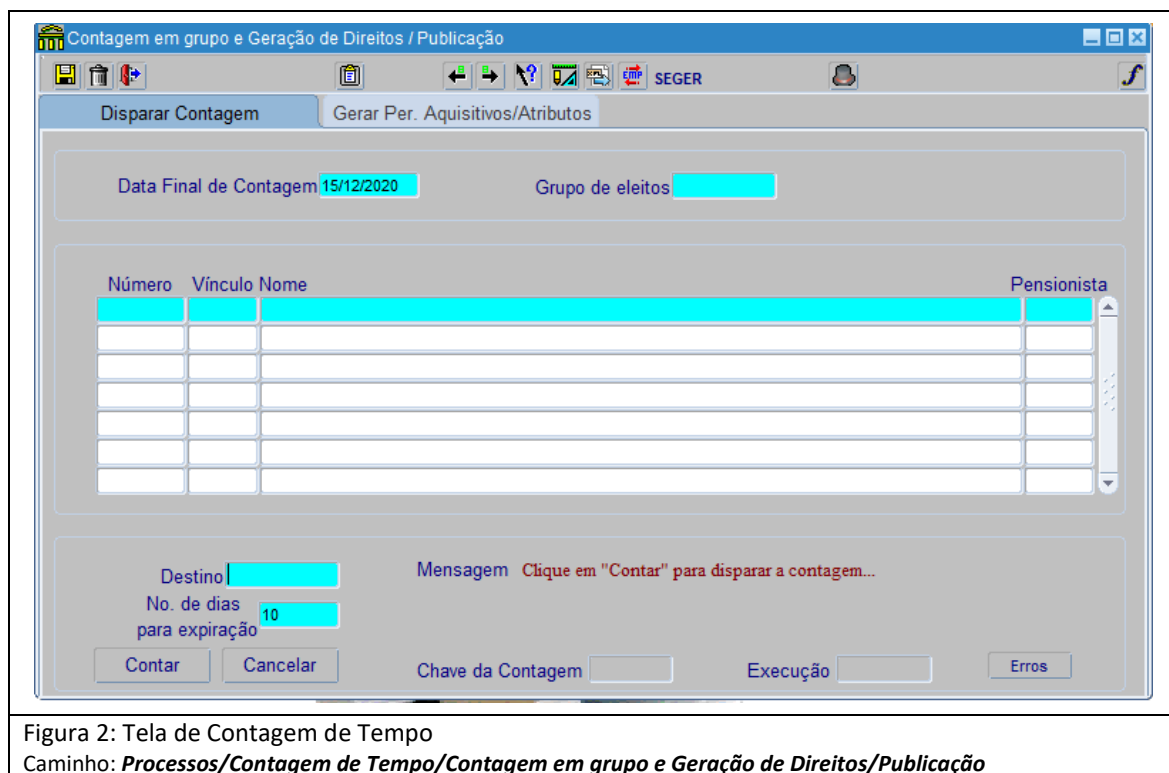 Contagem em grupo e Geração de Direitos / Publicação
EMP SEGER
Disparar Contagem Gerar Per. Aquisitivos/Atributos
Data Final de Contagem 15/12/2020 Grupo de eleitos
Número Vínculo Nome Pensionista
Destino Mensagem Clique em "Contar" para disparar a contagem...
No. de dias
para expiração 10
Contar Cancelar Chave da Contagem Execução Erros
Figura 2: Tela de Contagem de Tempo
Caminho: Processos/Contagem de Tempo/Contagem em grupo e Geração de Direitos/Publicação